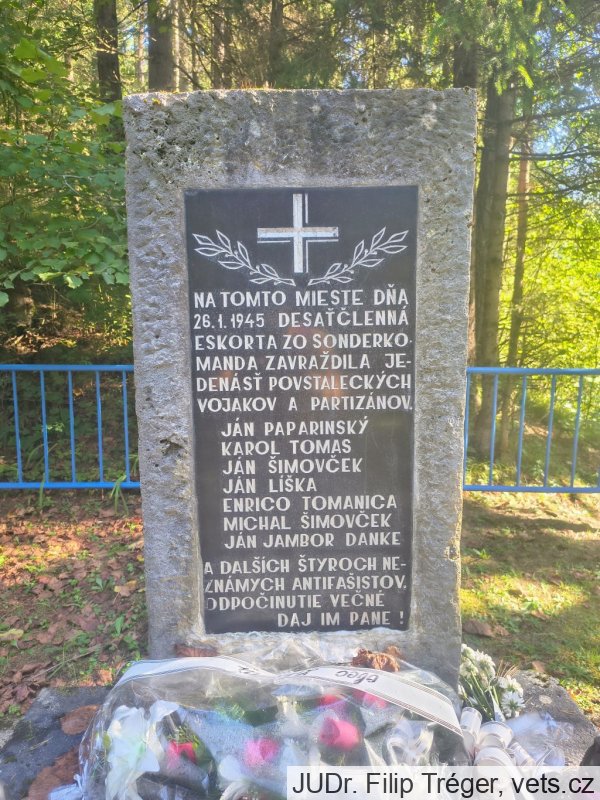 NA TOMTO MIESTE DŇA
26.1.1945 DESAŤČLENNÁ
ESKORTA ZO SONDERKO-
MANDA ZAVRAŽDILA JE-
DENÁSŤ POVSTALECKÝCH
VOJAKOV A PARTIZÁNOV.
JÁN PAPARINSKÝ
KAROL TOMAS
JÁN ŠIMOVČEK
JÁN LÍŠKA
ENRICO TOMANICA
MICHAL ŠIMOVČEK
JÁN JAMBOR DANKE
A DALŠÍCH ŠTYROCH NE-
ZNÁMYCH ANTIFAŠISTOV.
ODPOČINUTIE VEČNÉ
DAJ IM PANE !
JUDr. Filip Tréger, vets.cz